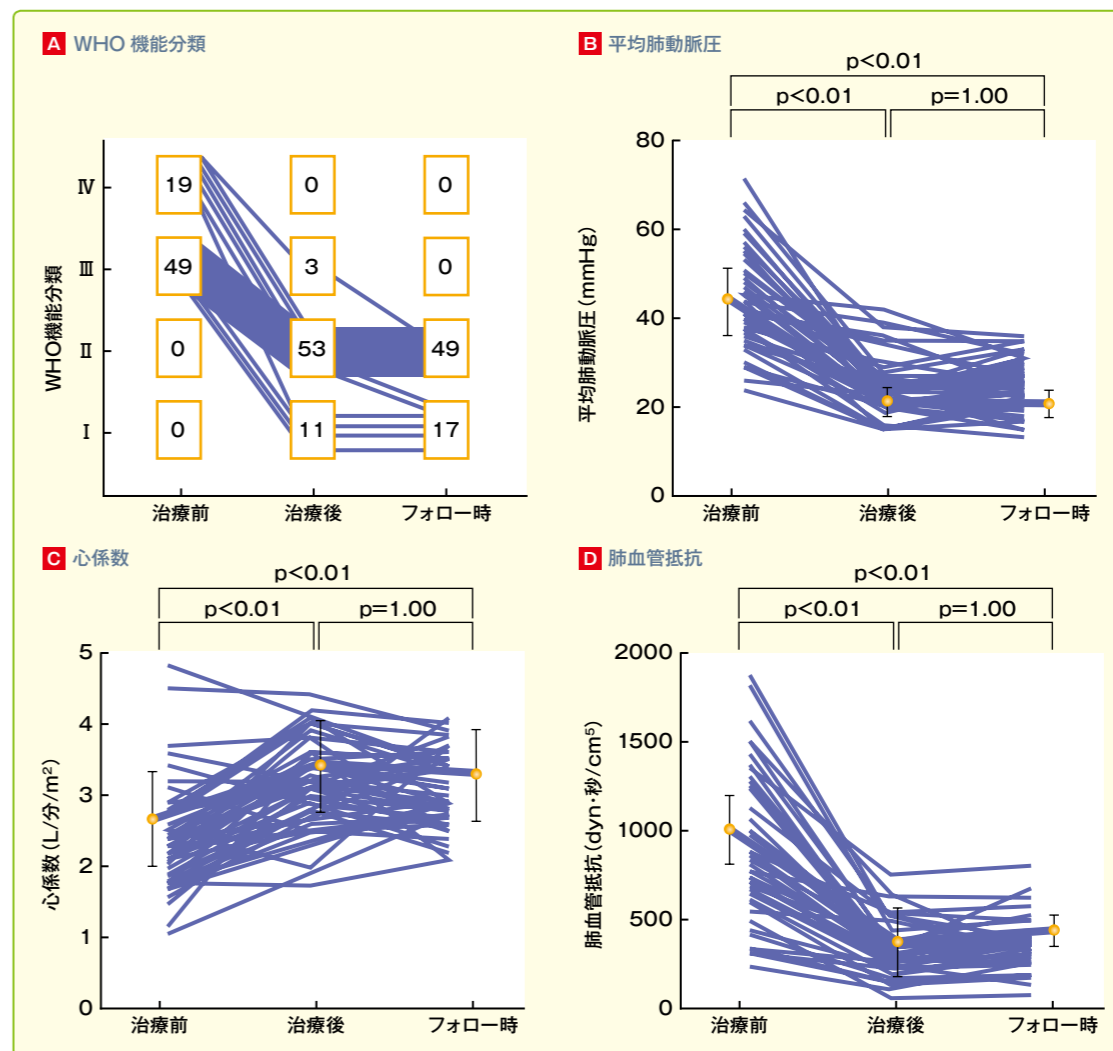 A WHO 機能分類
WHO機能分類
Ⅳ
Ⅲ
Ⅱ
Ⅰ
19
0
0
49
3
0
0
53
49
0
11
17
治療前
治療後
フォロー時
B 平均肺動脈圧
p<0.01
p<0.01
p=1.00
平均肺動脈圧(mmHg)
80
60
40
20
0
治療前
治療後
フォロー時
C 心係数
p<0.01
p<0.01
p=1.00
心係数(L/分/m²)
5
4
3
2
1
0
治療前
治療後
フォロー時
D 肺血管抵抗
p<0.01
p<0.01
p=1.00
肺血管抵抗(dyn・秒/cm⁵)
2000
1500
1000
500
0
治療前
治療後
フォロー時